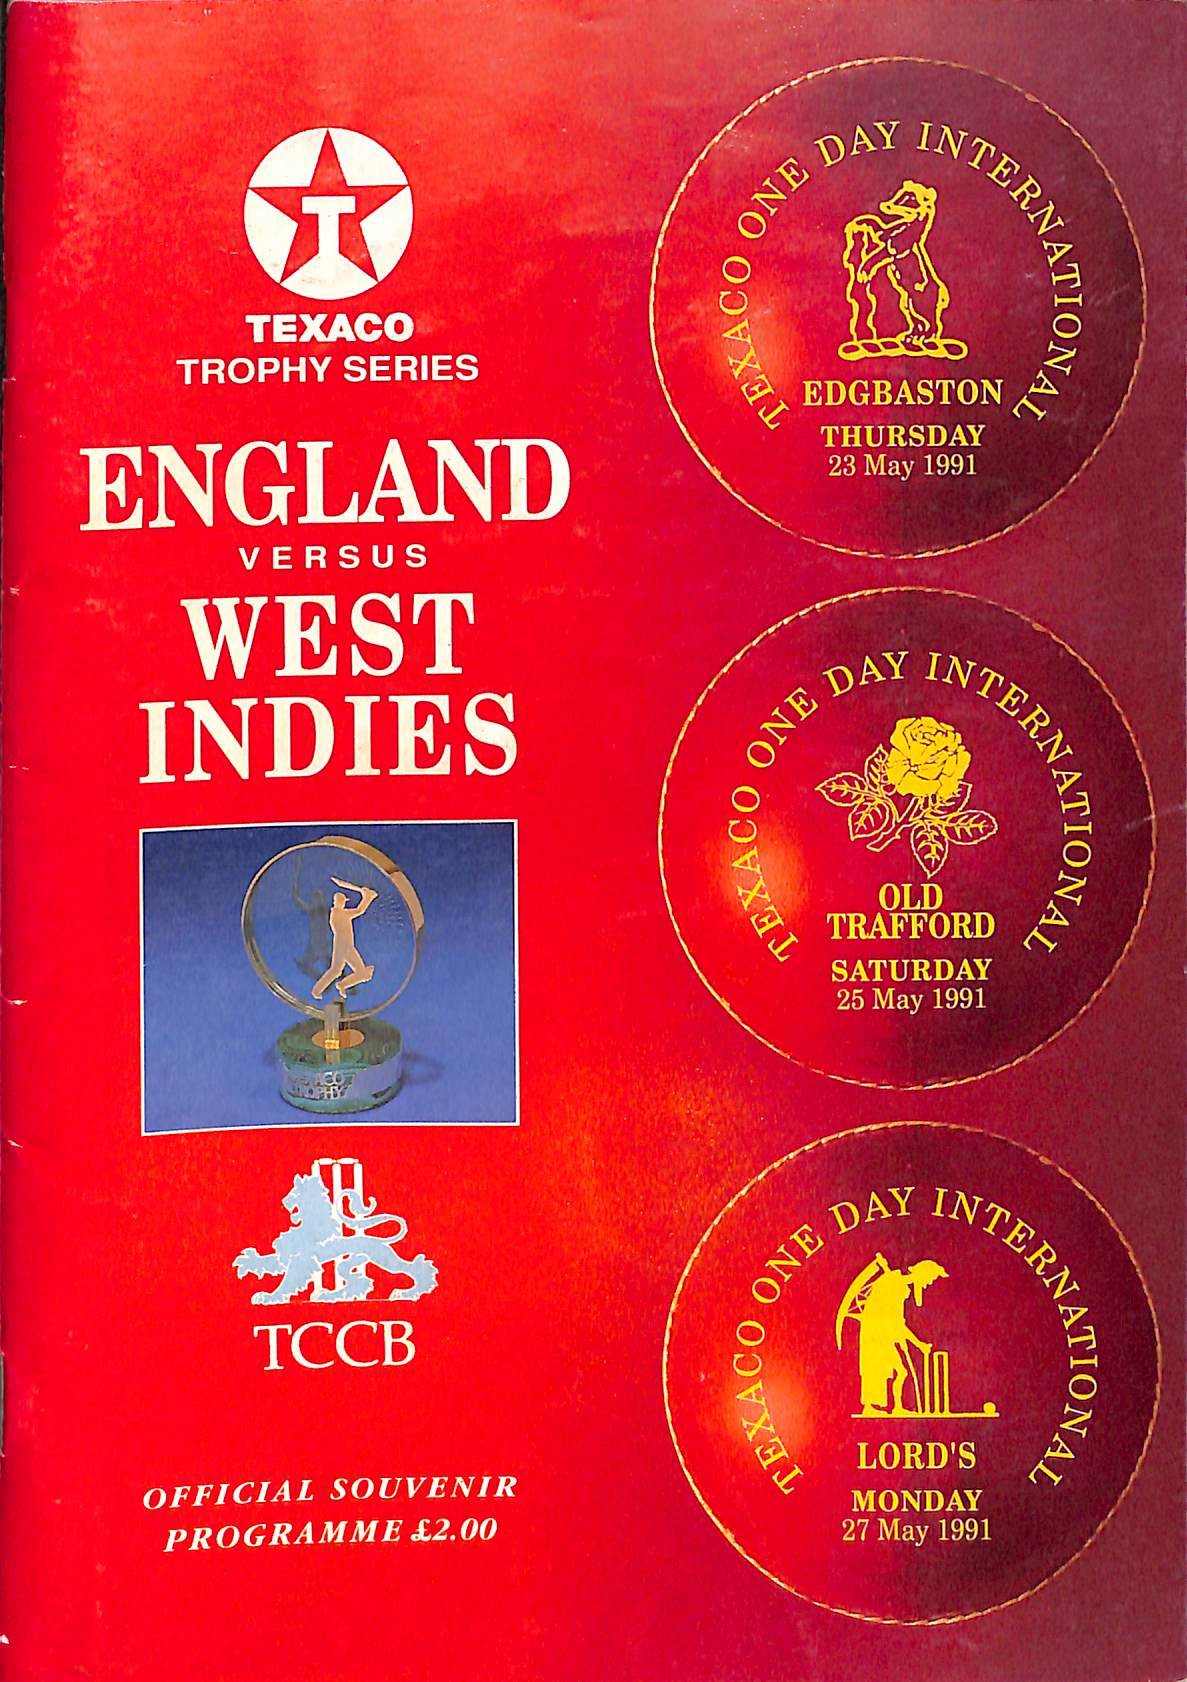 T
TEXACO
TROPHY SERIES
ENGLAND
VERSUS
WEST
INDIES
TEXACO
TROPHY
TCCB
OFFICIAL SOUVENIR
PROGRAMME £2.00
TEXACO ONE DAY INTERNATIONAL
EDGBASTON
THURSDAY
23 May 1991
TEXACO ONE DAY INTERNATIONAL
OLD
TRAFFORD
SATURDAY
25 May 1991
TEXACO ONE DAY INTERNATIONAL
LORD'S
MONDAY
27 May 1991